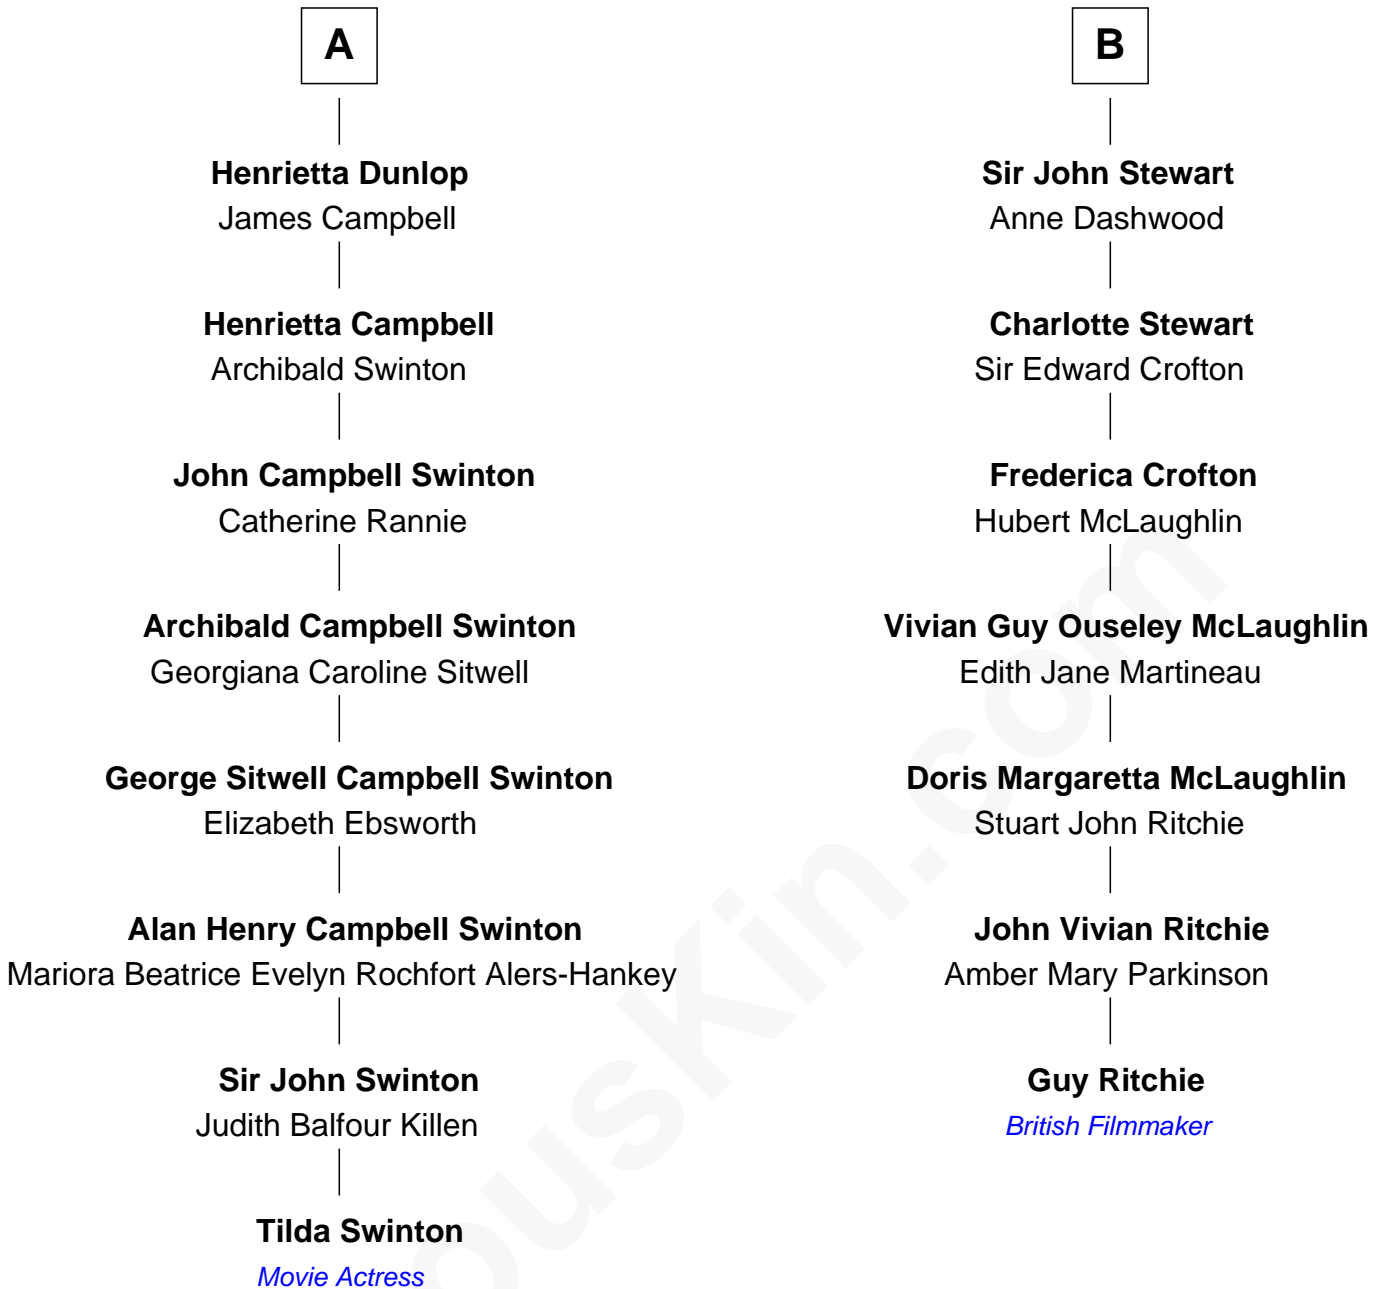 A
Henrietta Dunlop
James Campbell
Henrietta Campbell
Archibald Swinton
John Campbell Swinton
Catherine Rannie
Archibald Campbell Swinton
Georgiana Caroline Sitwell
George Sitwell Campbell Swinton
Elizabeth Ebsworth
Alan Henry Campbell Swinton
Mariora Beatrice Evelyn Rochfort Alers-Hankey
Sir John Swinton
Judith Balfour Killen
Tilda Swinton
Movie Actress
B
Sir John Stewart
Anne Dashwood
Charlotte Stewart
Sir Edward Crofton
Frederica Crofton
Hubert McLaughlin
Vivian Guy Ouseley McLaughlin
Edith Jane Martineau
Doris Margaretta McLaughlin
Stuart John Ritchie
John Vivian Ritchie
Amber Mary Parkinson
Guy Ritchie
British Filmmaker
ousKin.com